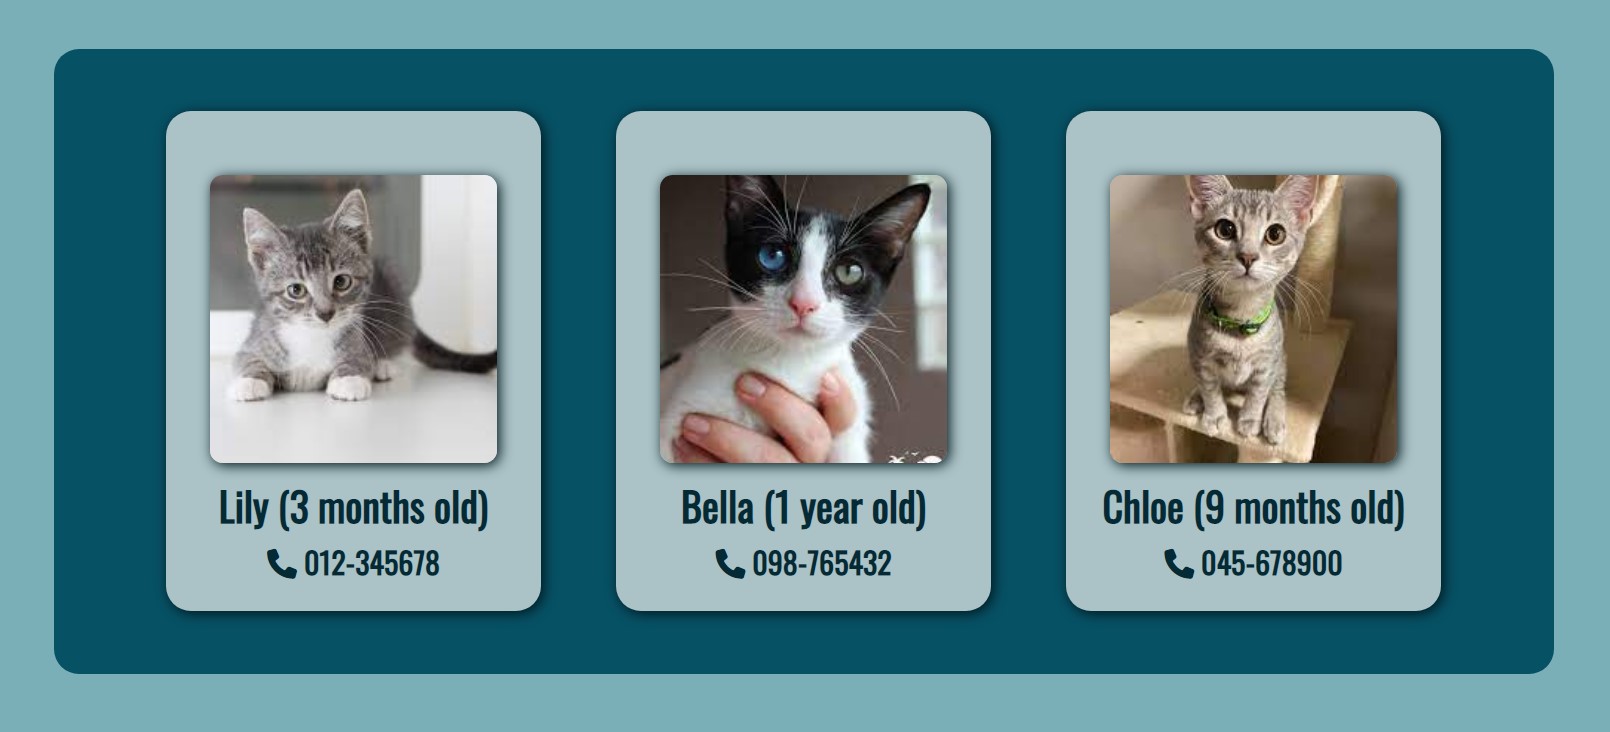 Lily (3 months old)
012-345678
Bella (1 year old)
098-765432
Chloe (9 months old)
045-678900